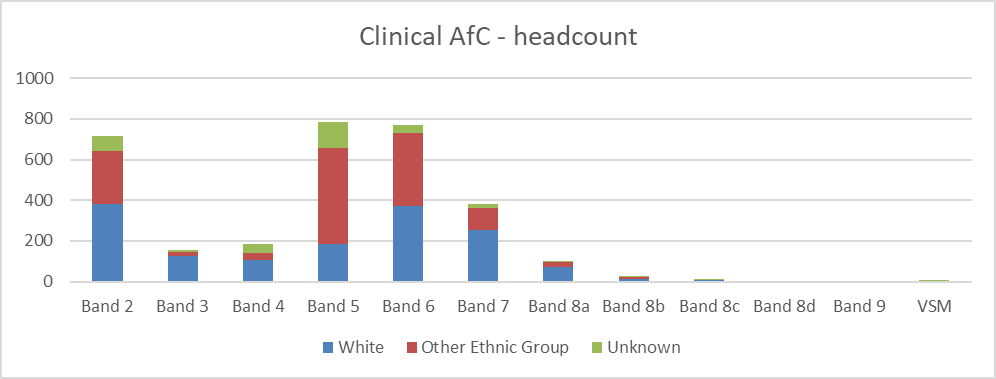 Clinical AfC - headcount
1000
800
600
400
200
0
Band 2 Band 3 Band 4 Band 5 Band 6 Band 7 Band 8a Band 8b Band 8c Band 8d Band 9 VSM
White Other Ethnic Group Unknown